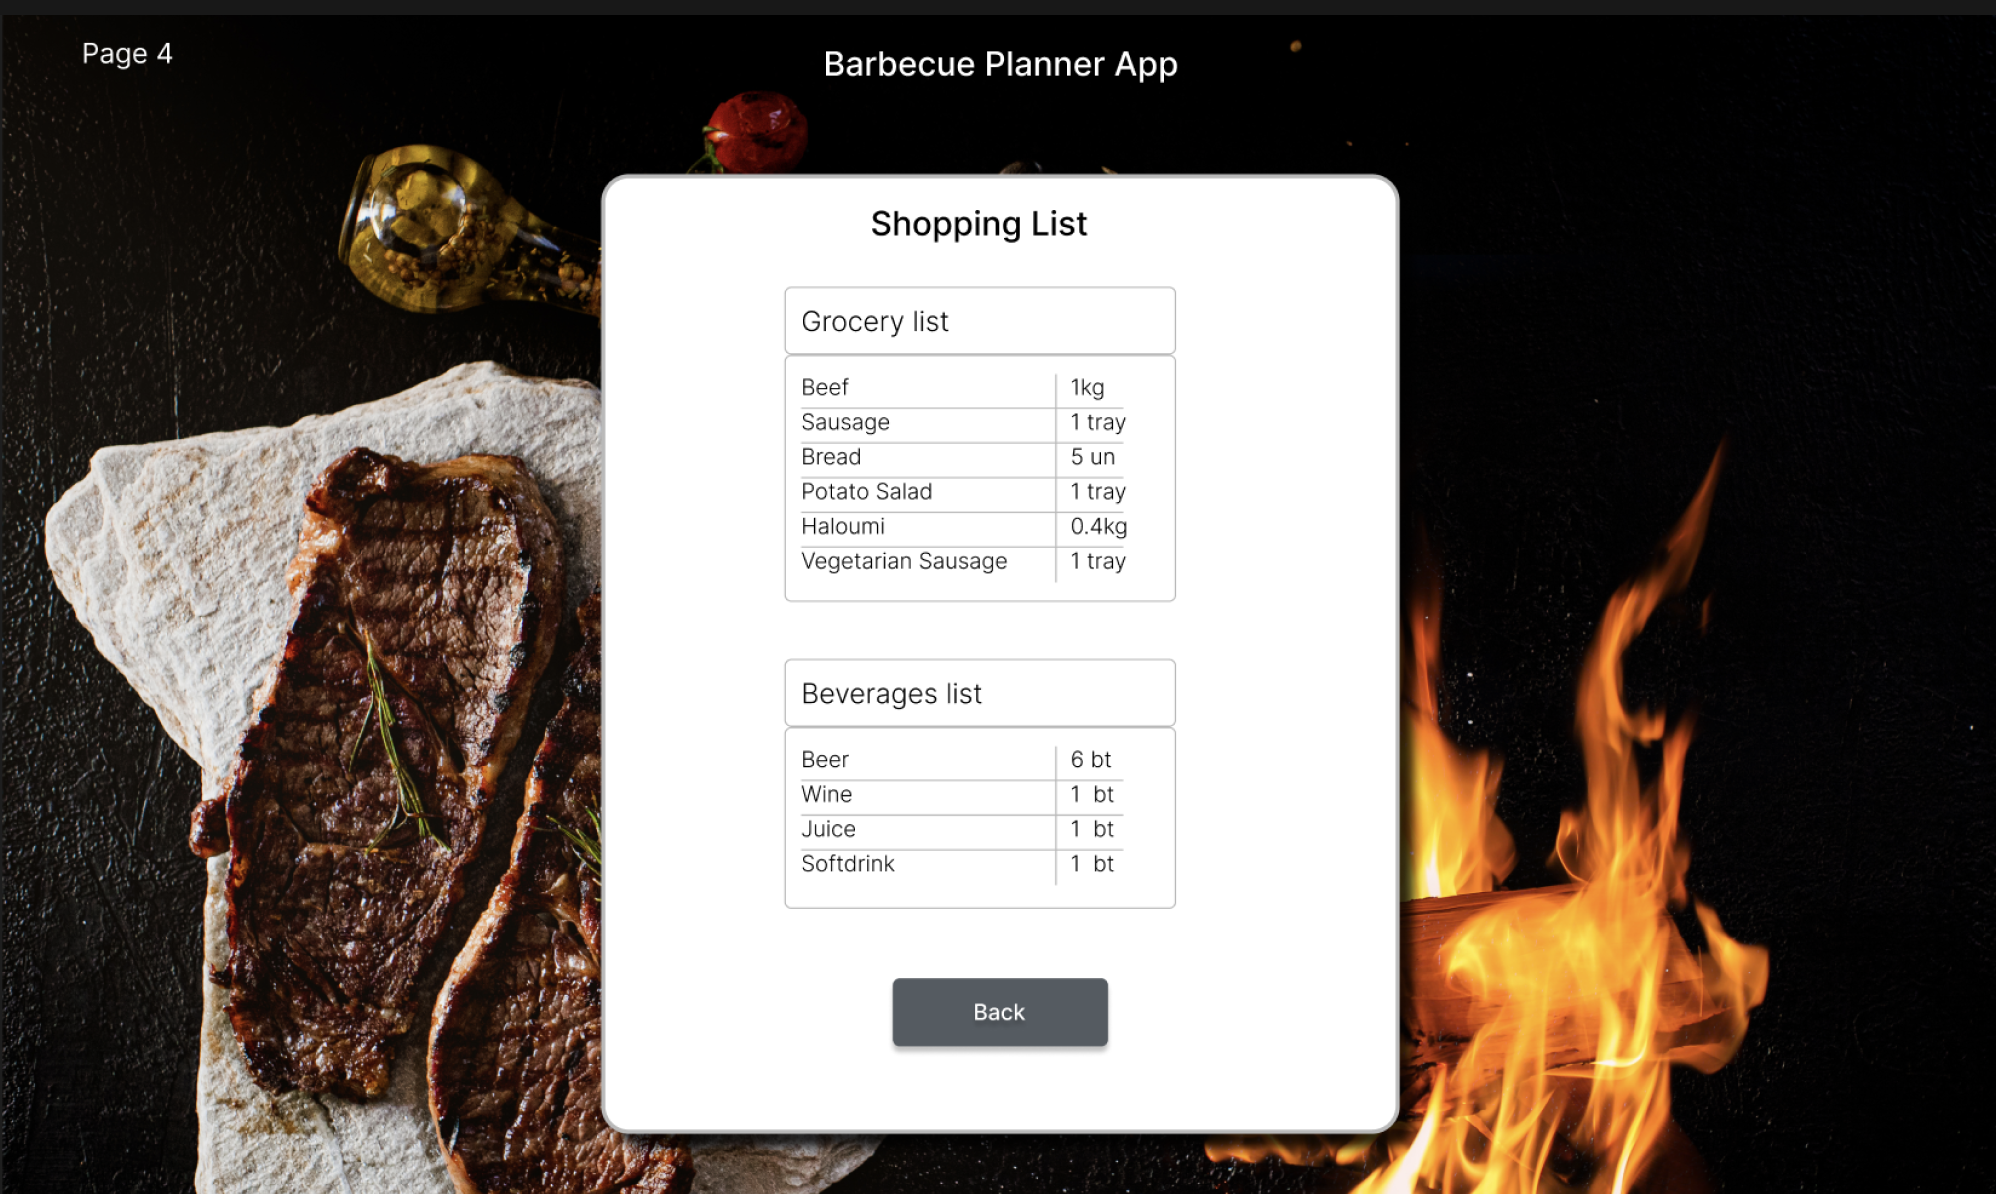 Page 4
Barbecue Planner App
Shopping List
Grocery list
Beef 1kg
Sausage 1 tray
Bread 5 un
Potato Salad 1 tray
Haloumi 0.4kg
Vegetarian Sausage 1 tray
Beverages list
Beer 6 bt
Wine 1 bt
Juice 1 bt
Softdrink 1 bt
Back